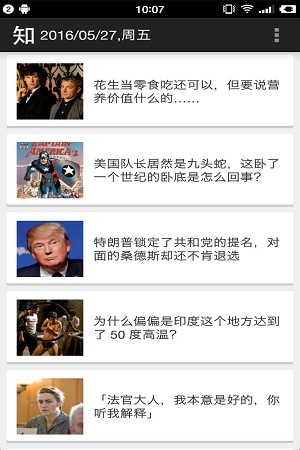 2 10:07
知 2016/05/27,周五
花生当零食吃还可以，但要说营
养价值什么的……
CAPTAIN
AMERICA
美国队长居然是九头蛇，这卧了
一个世纪的卧底是怎么回事？
特朗普锁定了共和党的提名，对
面的桑德斯却还不肯退选
为什么偏偏是印度这个地方达到
了 50 度高温？
「法官大人，我本意是好的，你
听我解释」